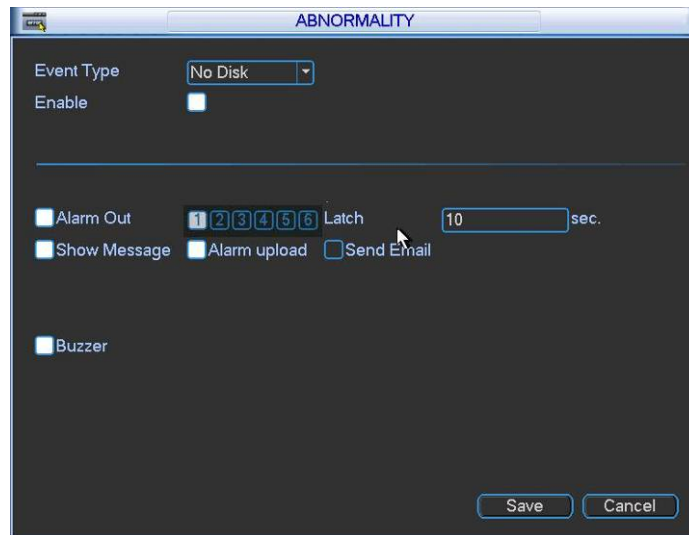 ABNORMALITY
Event Type No Disk
Enable
Alarm Out 1 2 3 4 5 6 Latch 10 sec.
Show Message Alarm upload Send Email
Buzzer
Save Cancel